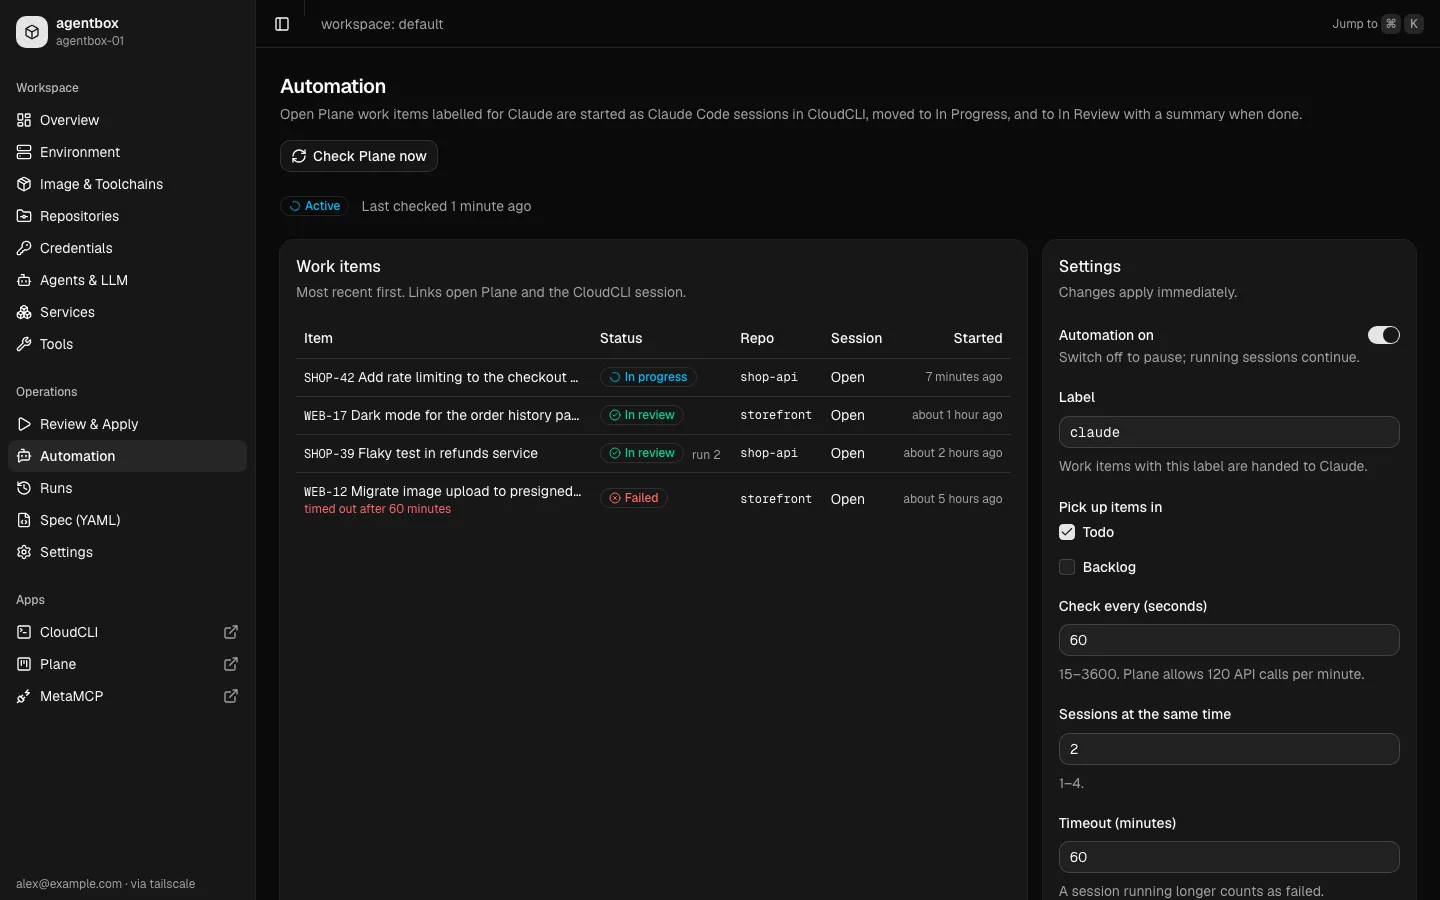 agentbox
agentbox-01
Workspace
Overview
Environment
Image & Toolchains
Repositories
Credentials
Agents & LLM
Services
Tools
Operations
Review & Apply
Automation
Runs
Spec (YAML)
Settings
Apps
CloudCLI
Plane
MetaMCP
alex@example.com · via tailscale
workspace: default
Jump to ⌘ K
Automation
Open Plane work items labelled for Claude are started as Claude Code sessions in CloudCLI, moved to In Progress, and to In Review with a summary when done.
Check Plane now
Active Last checked 1 minute ago
Work items
Most recent first. Links open Plane and the CloudCLI session.
Item Status Repo Session Started
SHOP-42 Add rate limiting to the checkout … In progress shop-api Open 7 minutes ago
WEB-17 Dark mode for the order history pa… In review storefront Open about 1 hour ago
SHOP-39 Flaky test in refunds service In review run 2 shop-api Open about 2 hours ago
WEB-12 Migrate image upload to presigned… Failed storefront Open about 5 hours ago
timed out after 60 minutes
Settings
Changes apply immediately.
Automation on
Switch off to pause; running sessions continue.
Label
claude
Work items with this label are handed to Claude.
Pick up items in
Todo
Backlog
Check every (seconds)
60
15–3600. Plane allows 120 API calls per minute.
Sessions at the same time
2
1–4.
Timeout (minutes)
60
A session running longer counts as failed.